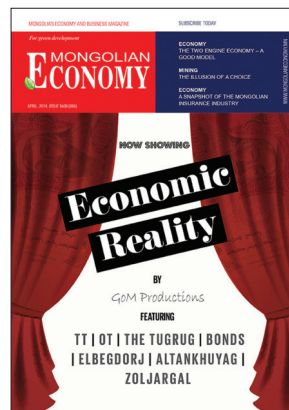 MONGOLIA'S ECONOMY AND BUSINESS MAGAZINE
SUBSCRIBE TODAY
For green development
MONGOLIAN
ECONOMY
APRIL 2014, ISSUE
ECONOMY
THE TWO ENGINE ECONOMY – A
GOOD MODEL
MINING
THE ILLUSION OF A CHOICE
ECONOMY
A SNAPSHOT OF THE MONGOLIAN
INSURANCE INDUSTRY
NOW SHOWING
Economic
Reality
BY
GoM Productions
FEATURING
TT | OT | THE TUGRUG | BONDS
| ELBEGDORJ | ALTANKHUYAG |
ZOLJARGAL